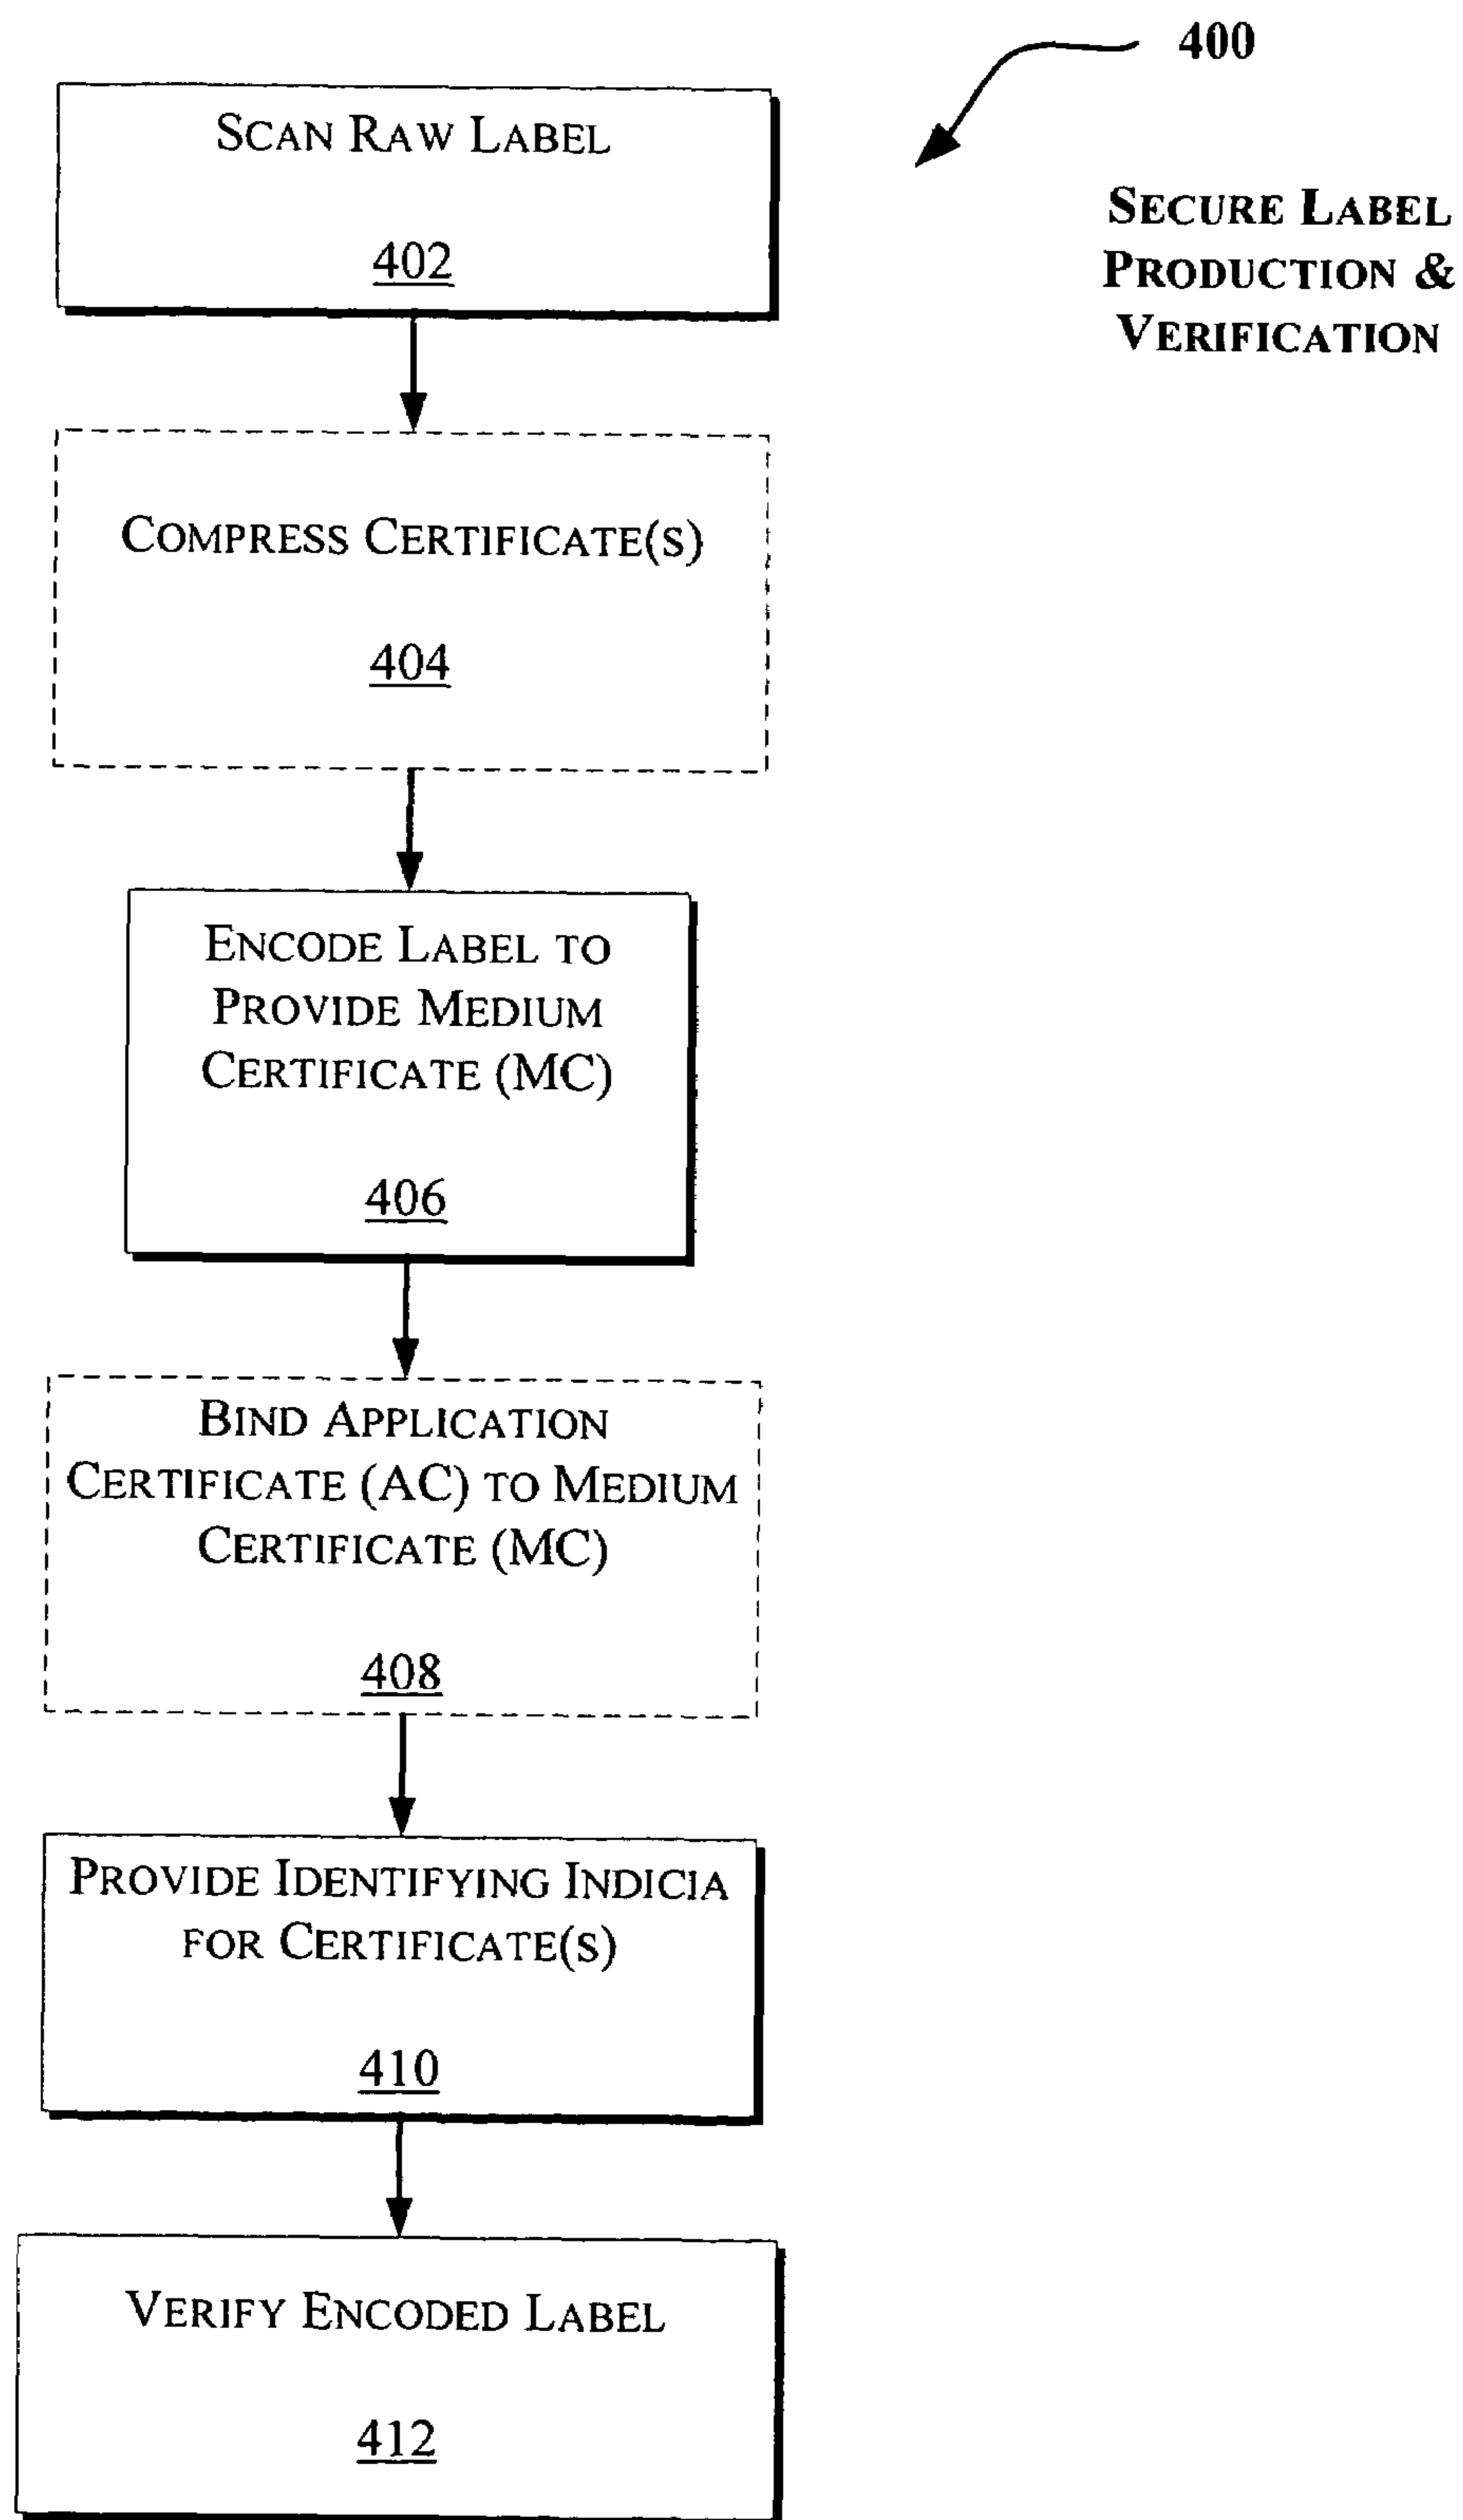 400
SECURE LABEL
PRODUCTION &
VERIFICATION
SCAN RAW LABEL
402
COMPRESS CERTIFICATE(S)
404
ENCODE LABEL TO
PROVIDE MEDIUM
CERTIFICATE (MC)
406
BIND APPLICATION
CERTIFICATE (AC) TO MEDIUM
CERTIFICATE (MC)
408
PROVIDE IDENTIFYING INDICIA
FOR CERTIFICATE(S)
410
VERIFY ENCODED LABEL
412